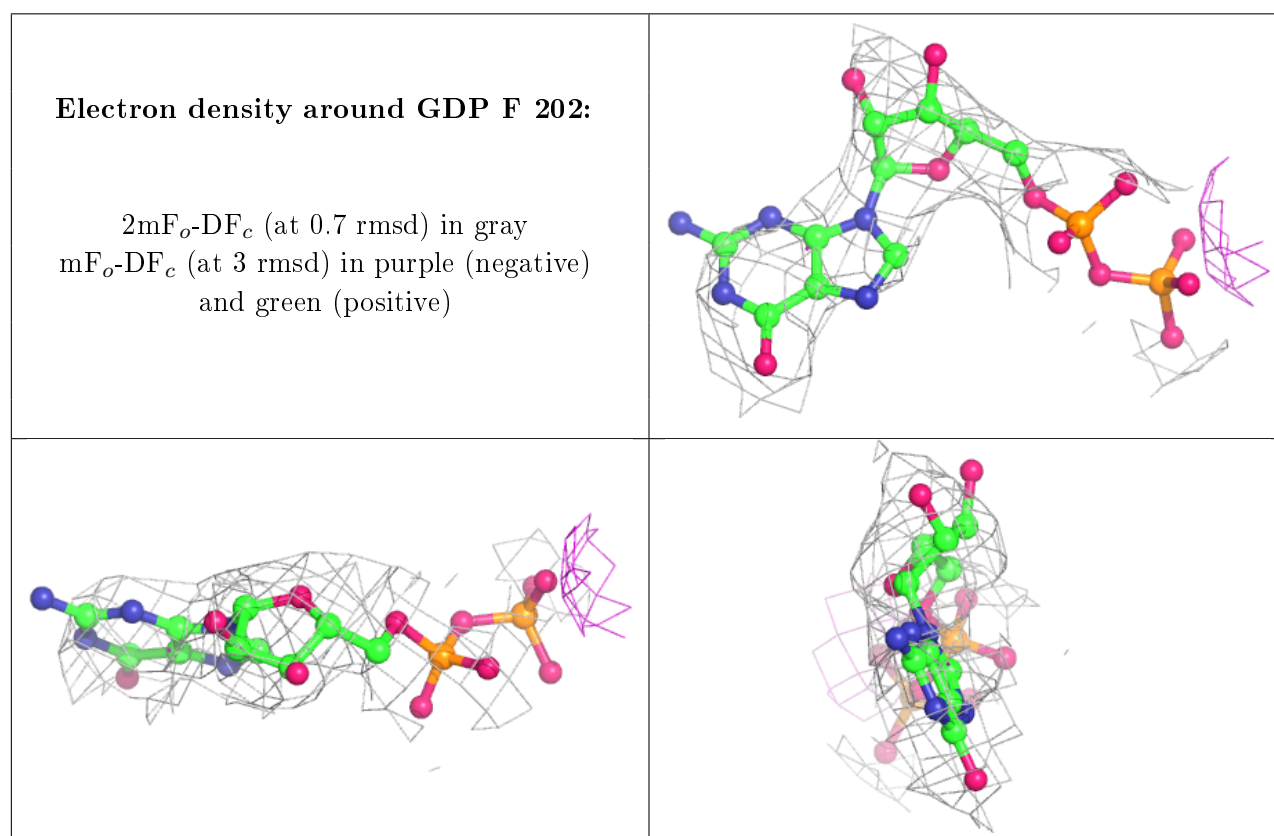 Electron density around GDP F 202:
2mFo-DFc (at 0.7 rmsd) in gray
mFo-DFc (at 3 rmsd) in purple (negative)
and green (positive)